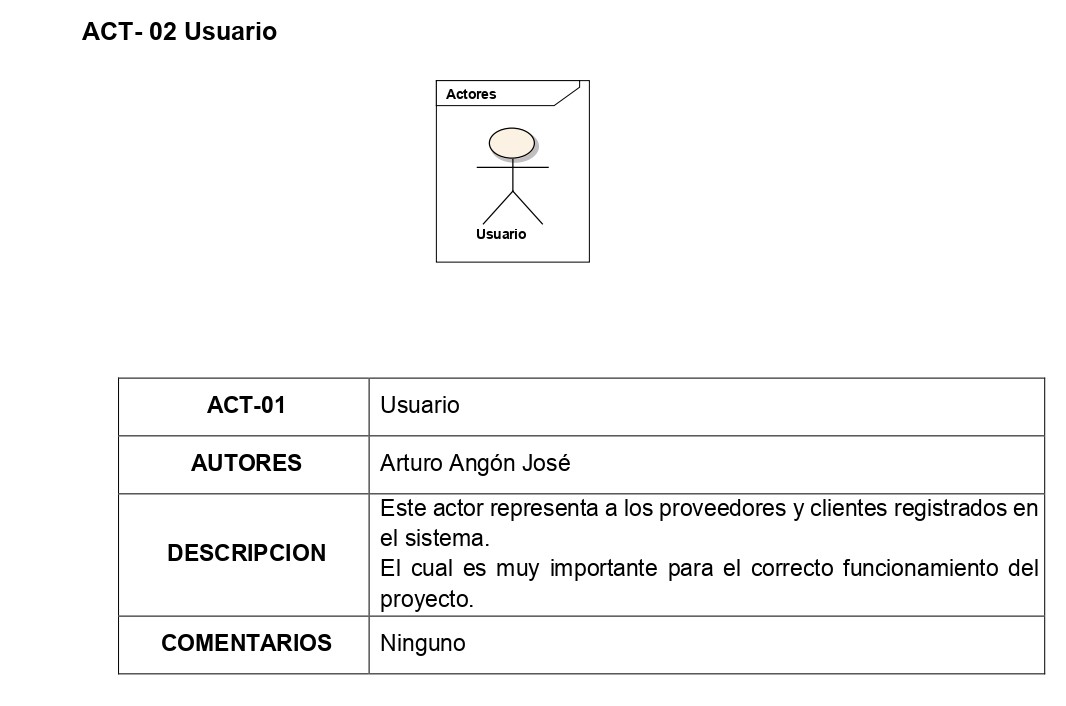 ACT- 02 Usuario
Actores
Usuario
ACT-01
Usuario
AUTORES
Arturo Angón José
DESCRIPCION
Este actor representa a los proveedores y clientes registrados en
el sistema.
El cual es muy importante para el correcto funcionamiento del
proyecto.
COMENTARIOS
Ninguno